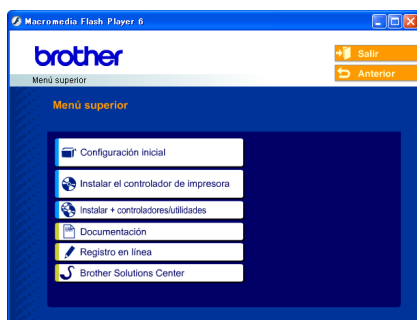 Macromedia Flash Player 6
brother
Salir
Anterior
Menú superior
Menú superior
Configuración inicial
Instalar el controlador de impresora
Instalar + controladores/utilidades
Documentación
Registro en línea
Brother Solutions Center